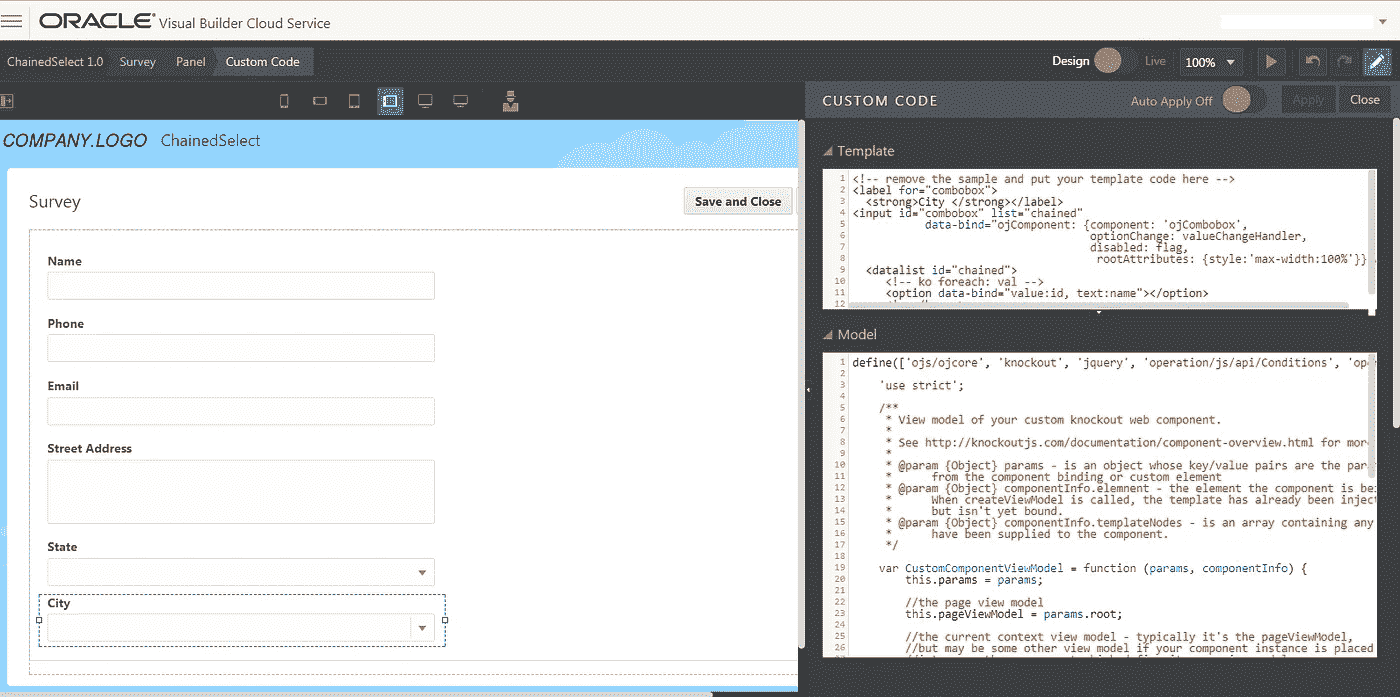 ORACLE® Visual Builder Cloud Service
ChainedSelect 1.0 Survey Panel Custom Code
Design Live 100%
CUSTOM CODE Auto Apply Off Apply Close
COMPANY.LOGO ChainedSelect
Survey
Save and Close
Name
Phone
Email
Street Address
State
City
Template
1 <!-- remove the sample and put your template code here -->
2 <label for="combobox">
3 <strong>City </strong></label>
4 <input id="combobox" list="chained"
5 data-bind="ojComponent: {component: 'ojCombobox',
6 optionChange: valueChangeHandler,
7 disabled: flag,
8 rootAttributes: {style:'max-width:100%'}}
9 <datalist id="chained">
10 <!-- ko foreach: val -->
11 <option data-bind="value:id, text:name"></option>
12
Model
1 define(['ojs/ojcore', 'knockout', 'jquery', 'operation/js/api/Conditions', 'op
2
3 'use strict';
4
5 /**
6 * View model of your custom knockout web component.
7 *
8 * See http://knockoutjs.com/documentation/component-overview.html for mor
9 *
10 * @param {Object} params - is an object whose key/value pairs are the par
11 * from the component binding or custom element
12 * @param {Object} componentInfo.elemnent - the element the component is be
13 * When createViewModel is called, the template has already been inject
14 * but isn't yet bound.
15 * @param {Object} componentInfo.templateNodes - is an array containing any
16 * have been supplied to the component.
17 */
18
19 var CustomComponentViewModel = function (params, componentInfo) {
20 this.params = params;
21
22 //the page view model
23 this.pageViewModel = params.root;
24
25 //the current context view model - typically it's the pageViewModel,
26 //but may be some other view model if your component instance is placed